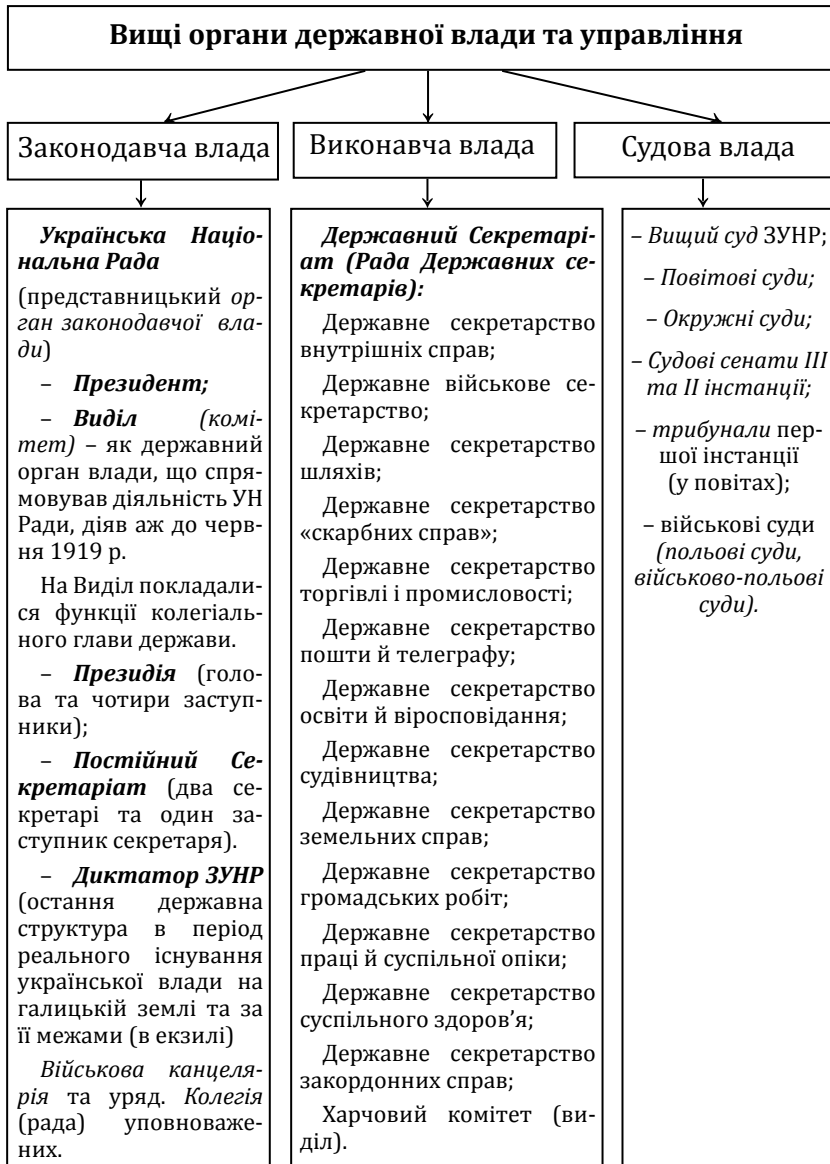 Вищі органи державної влади та управління
Законодавча влада
Виконавча влада
Судова влада
Українська Націо-
нальна Рада
(представницький ор-
ган законодавчої вла-
ди)
– Президент;
– Виділ (комі-
тет) – як державний
орган влади, що спря-
мовував діяльність УН
Ради, діяв аж до черв-
ня 1919 р.
На Виділ покладали-
ся функції колегіаль-
ного глави держави.
– Президія (голо-
ва та чотири заступ-
ники);
– Постійний Се-
кретаріат (два се-
кретарі та один за-
ступник секретаря).
– Диктатор ЗУНР
(остання державна
структура в період
реального існування
української влади на
галицькій землі та за
її межами (в екзилі)
Військова канцеля-
рія та уряд. Колегія
(рада) уповноваже-
них.
Державний Секретарі-
ат (Рада Державних се-
кретарів):
Державне секретарство
внутрішніх справ;
Державне військове се-
кретарство;
Державне секретарство
шляхів;
Державне секретарство
«скарбних справ»;
Державне секретарство
торгівлі і промисловості;
Державне секретарство
пошти й телеграфу;
Державне секретарство
освіти й віросповідання;
Державне секретарство
судівництва;
Державне секретарство
земельних справ;
Державне секретарство
громадських робіт;
Державне секретарство
праці й суспільної опіки;
Державне секретарство
суспільного здоров’я;
Державне секретарство
закордонних справ;
Харчовий комітет (ви-
діл).
– Вищий суд ЗУНР;
– Повітові суди;
– Окружні суди;
– Судові сенати ІІІ
та ІІ інстанції;
– трибунали пер-
шої інстанції
(у повітах);
– військові суди
(польові суди,
військово-польові
суди).